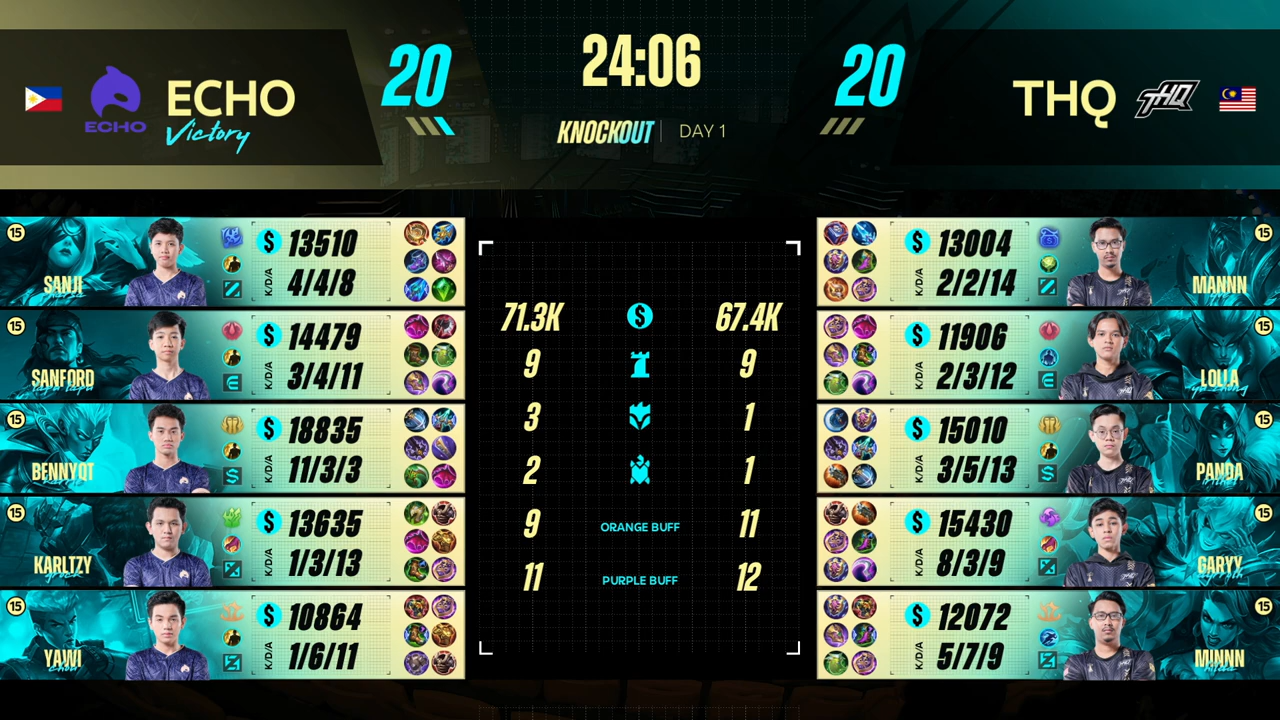 ECHO
ECHO
Victory
20
24:06
KNOCKOUT | DAY 1
20
THQ
THQ
15
SANJI
$ 13510
K/D/A 4/4/8
15
SANFORD
$ 14479
K/D/A 3/4/11
15
BENNYQT
$ 18835
K/D/A 11/3/3
15
KARLTZY
$ 13635
K/D/A 1/3/13
15
YAWI
$ 10864
K/D/A 1/6/11
71.3K $ 67.4K
9 9
3 1
2 1
9 ORANGE BUFF 11
11 PURPLE BUFF 12
$ 13004
K/D/A 2/2/14
MANNN
15
$ 11906
K/D/A 2/3/12
LOLLA
15
$ 15010
K/D/A 3/5/13
PANDA
15
$ 15430
K/D/A 8/3/9
GARYY
15
$ 12072
K/D/A 5/7/9
MINNN
15